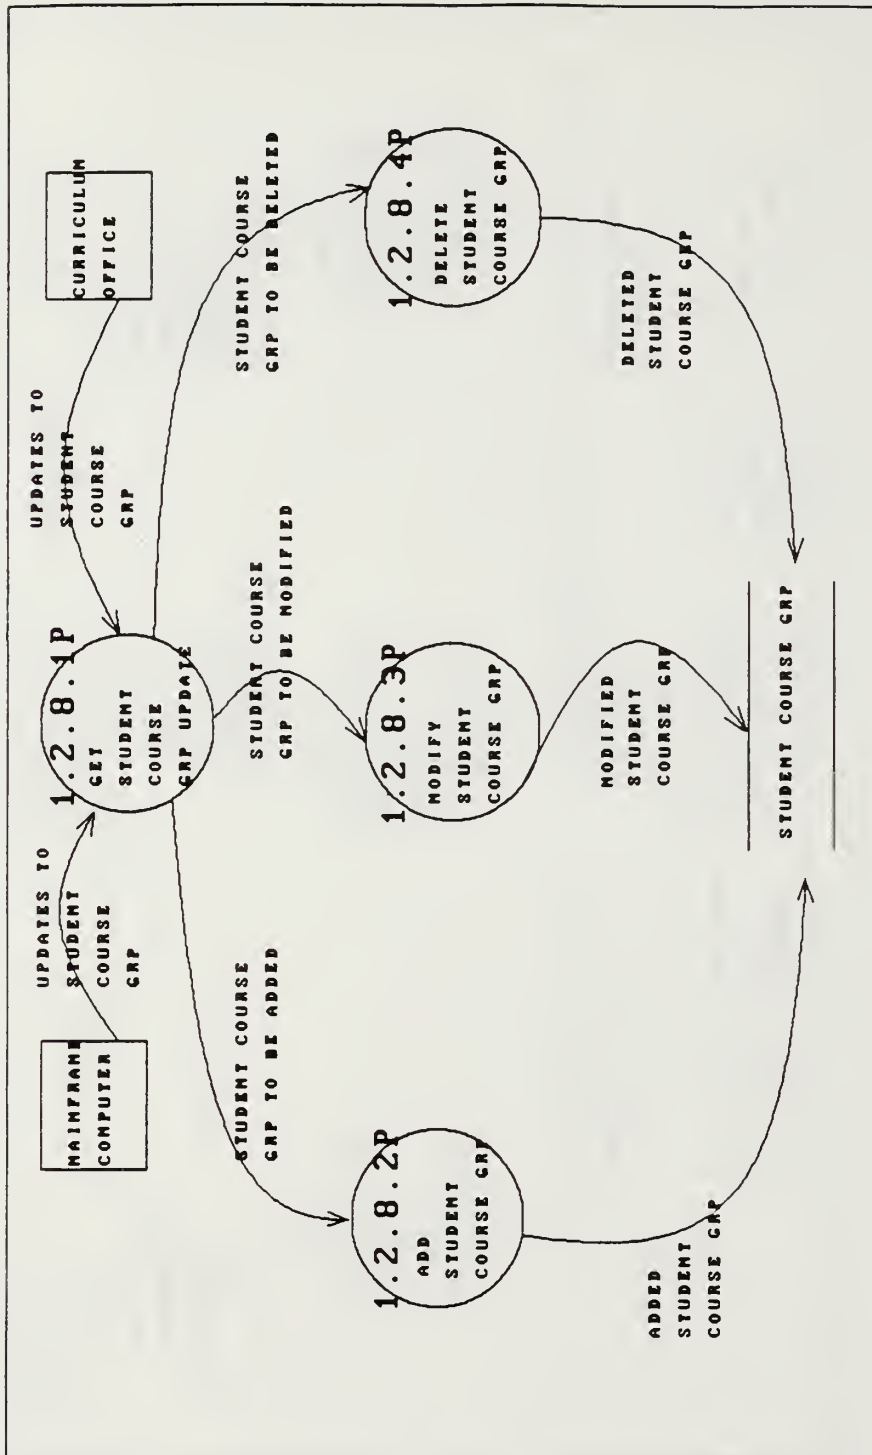 MAINFRAME
COMPUTER
UPDATES TO
STUDENT
COURSE
GRP
1.2.8.1P
GET
STUDENT
COURSE
GRP UPDATE
UPDATES TO
STUDENT
COURSE
GRP
CURRICULUM
OFFICE
STUDENT COURSE
GRP TO BE ADDED
STUDENT COURSE
GRP TO BE MODIFIED
STUDENT COURSE
GRP TO BE DELETED
1.2.8.2P
ADD
STUDENT
COURSE GRP
1.2.8.3P
MODIFY
STUDENT
COURSE GRP
1.2.8.4P
DELETE
STUDENT
COURSE GRP
ADDED
STUDENT
COURSE GRP
MODIFIED
STUDENT
COURSE GRP
DELETED
STUDENT
COURSE GRP
STUDENT COURSE GRP